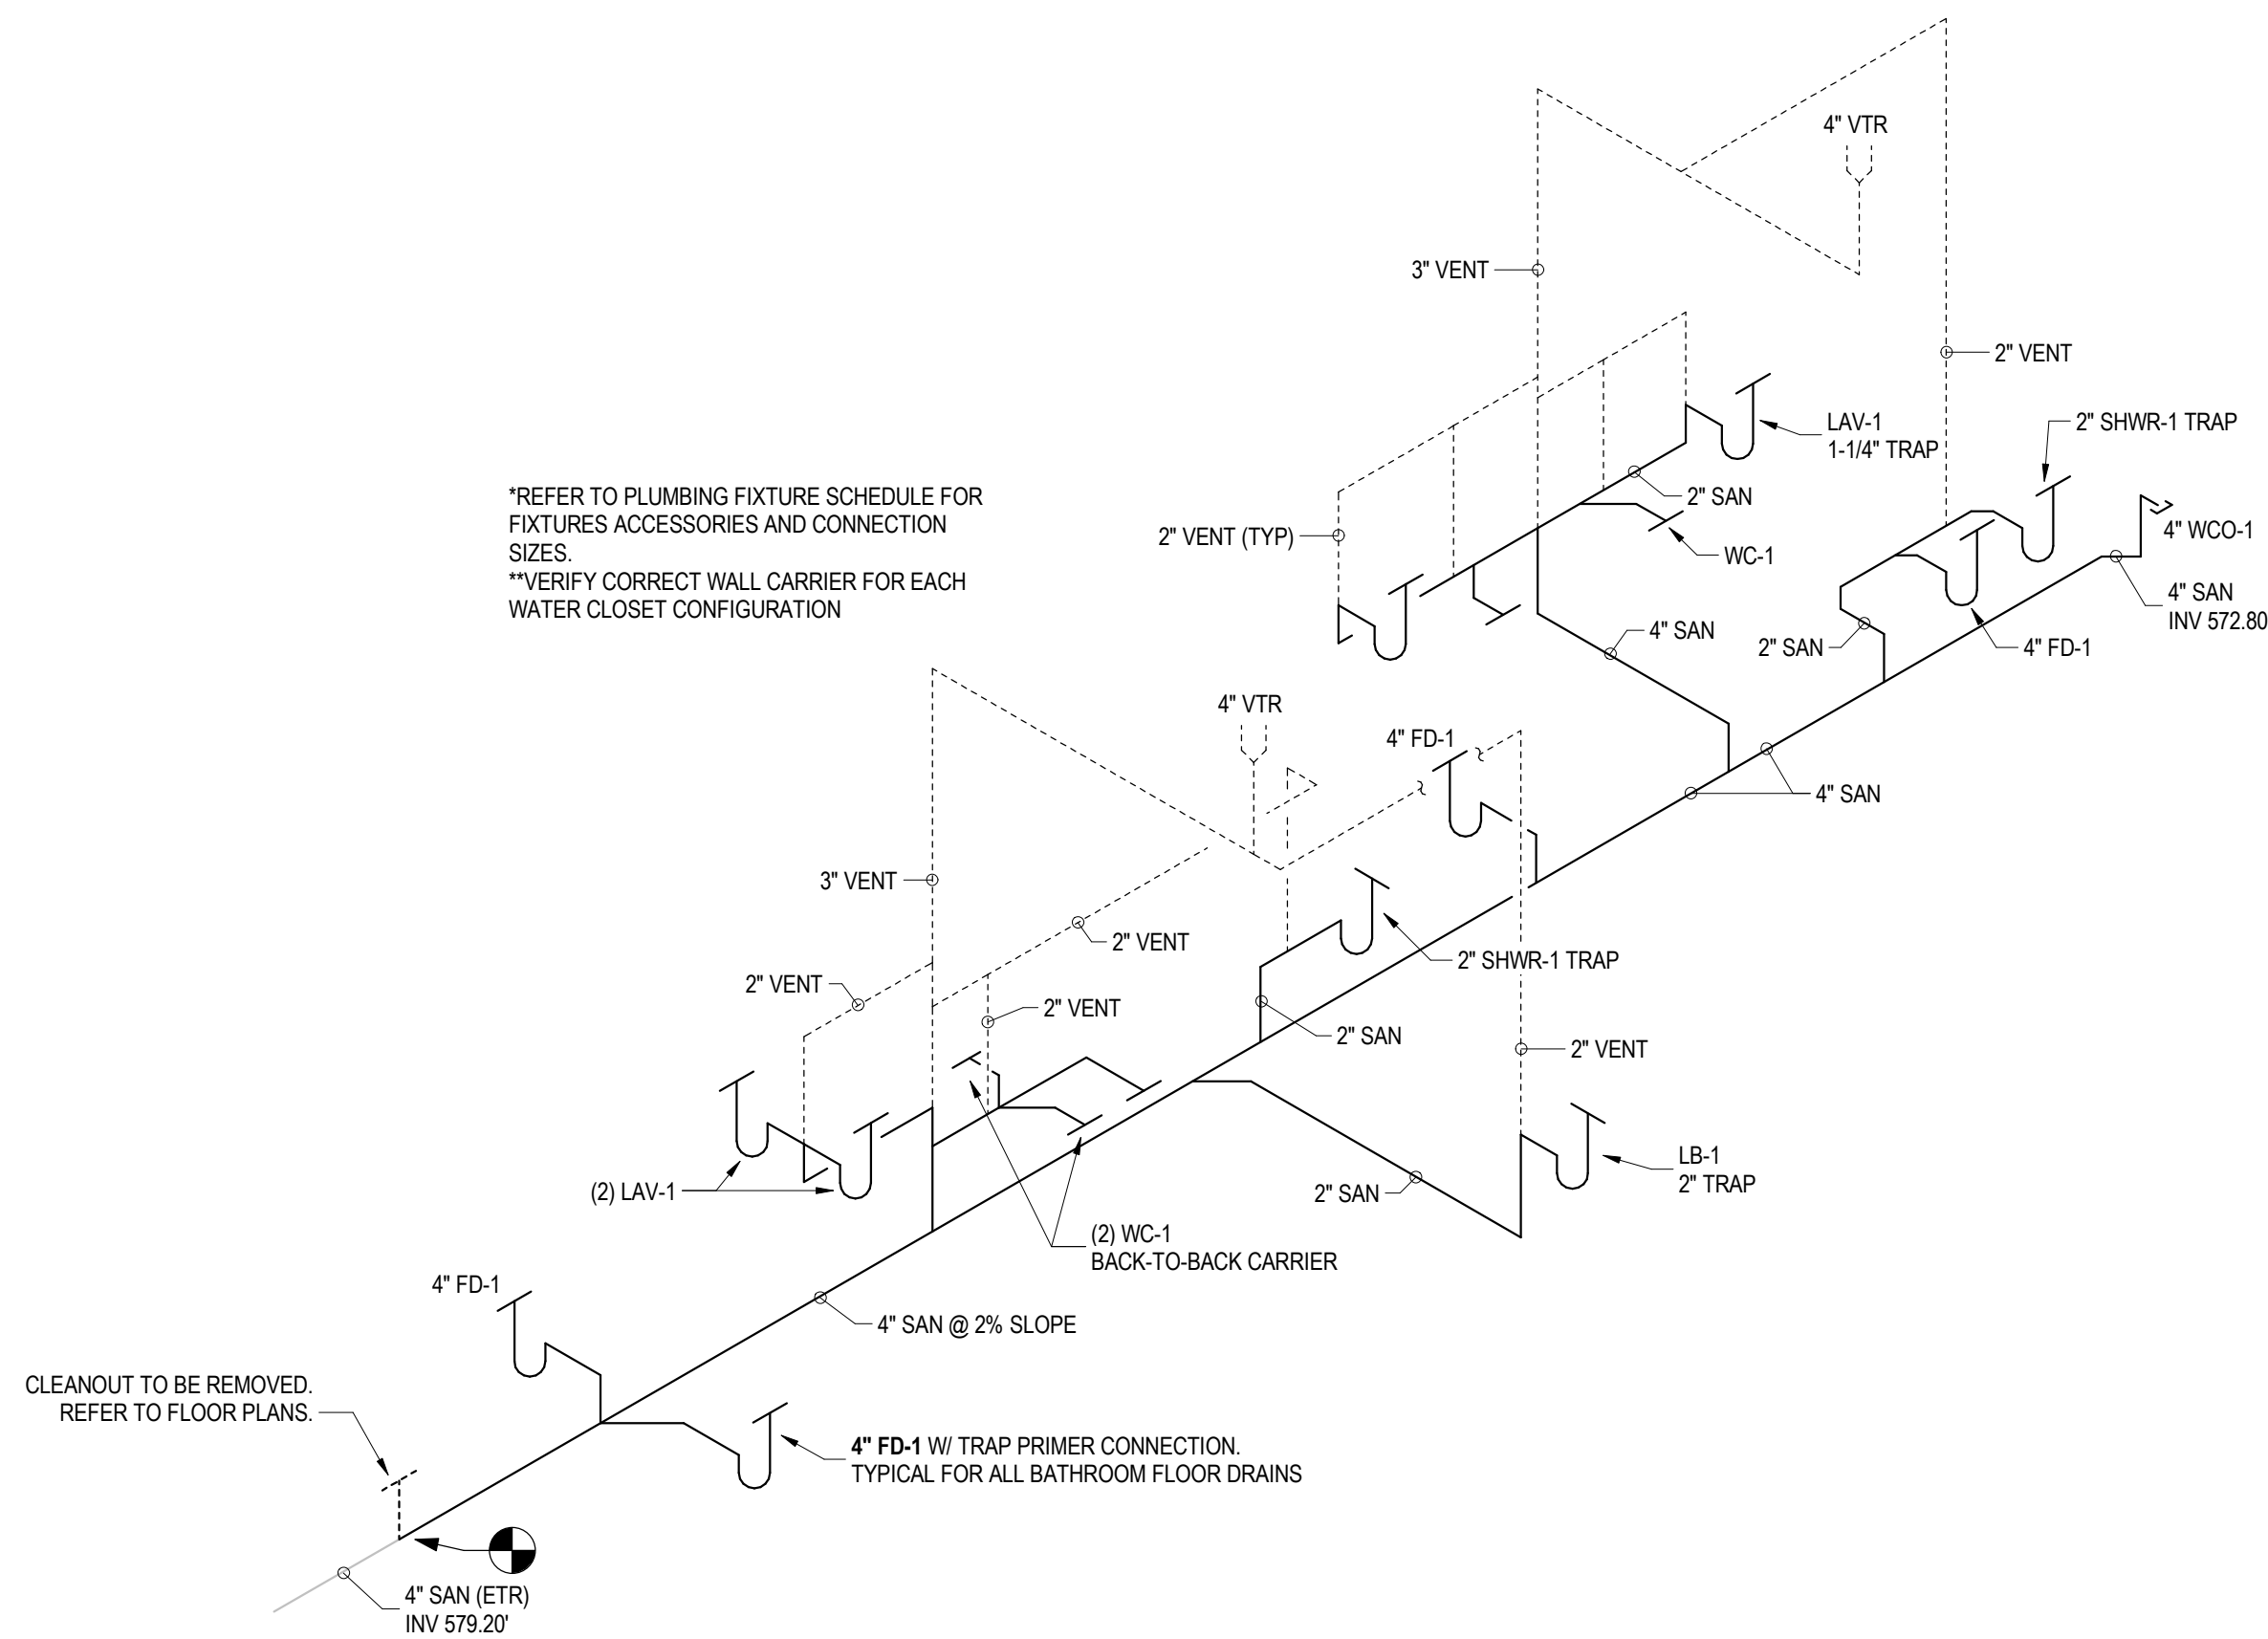 4" VTR
3" VENT
2" VENT
LAV-1
1-1/4" TRAP
2" SHWR-1 TRAP
*REFER TO PLUMBING FIXTURE SCHEDULE FOR
FIXTURES ACCESSORIES AND CONNECTION
SIZES.
**VERIFY CORRECT WALL CARRIER FOR EACH
WATER CLOSET CONFIGURATION
2" SAN
2" VENT (TYP)
WC-1
4" WCO-1
4" SAN
INV 572.80
4" SAN
2" SAN
4" FD-1
4" VTR
4" FD-1
4" SAN
3" VENT
2" VENT
2" SHWR-1 TRAP
2" VENT
2" VENT
2" SAN
2" VENT
LB-1
2" TRAP
(2) LAV-1
2" SAN
(2) WC-1
BACK-TO-BACK CARRIER
4" FD-1
4" SAN @ 2% SLOPE
CLEANOUT TO BE REMOVED.
REFER TO FLOOR PLANS.
4" FD-1 W/ TRAP PRIMER CONNECTION.
TYPICAL FOR ALL BATHROOM FLOOR DRAINS
4" SAN (ETR)
INV 579.20'